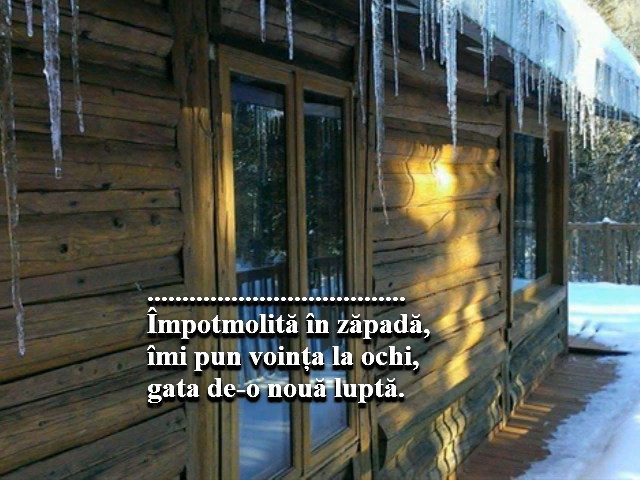 .....................................
Împotmolită în zăpadă,
îmi pun voința la ochi,
gata de-o nouă luptă.